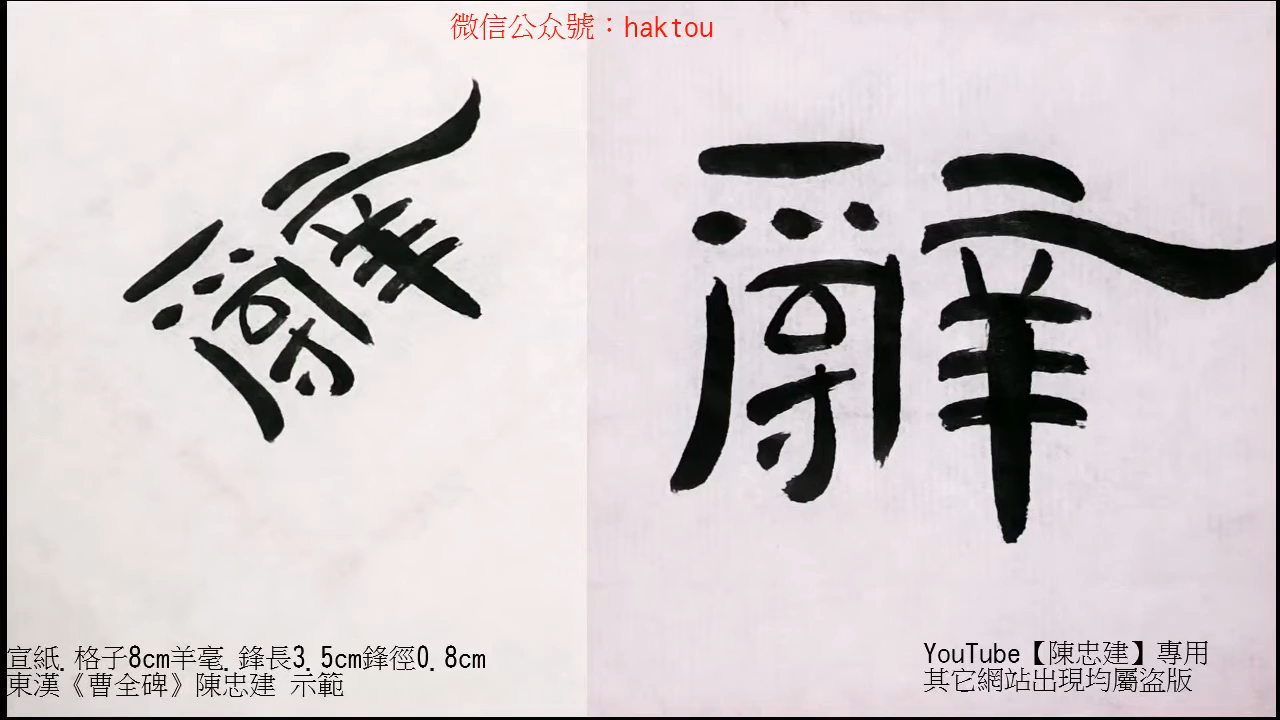 微信公众號：haktou
辭
辭
宣紙.格子8cm羊毫.鋒長3.5cm鋒徑0.8cm
東漢《曹全碑》陳忠建 示範
YouTube【陳忠建】專用
其它網站出現均屬盜版